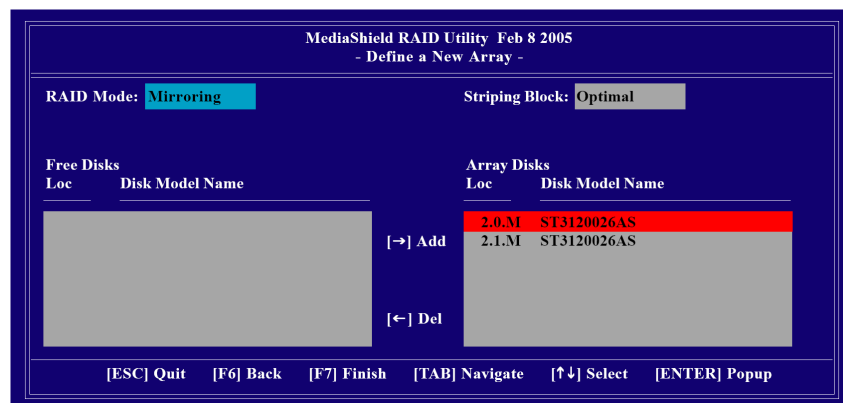 MediaShield RAID Utility Feb 8 2005
- Define a New Array -
RAID Mode: Mirroring Striping Block: Optimal
Free Disks Array Disks
Loc Disk Model Name Loc Disk Model Name
2.0.M ST3120026AS
[→] Add 2.1.M ST3120026AS
[←] Del
[ESC] Quit [F6] Back [F7] Finish [TAB] Navigate [↑↓] Select [ENTER] Popup